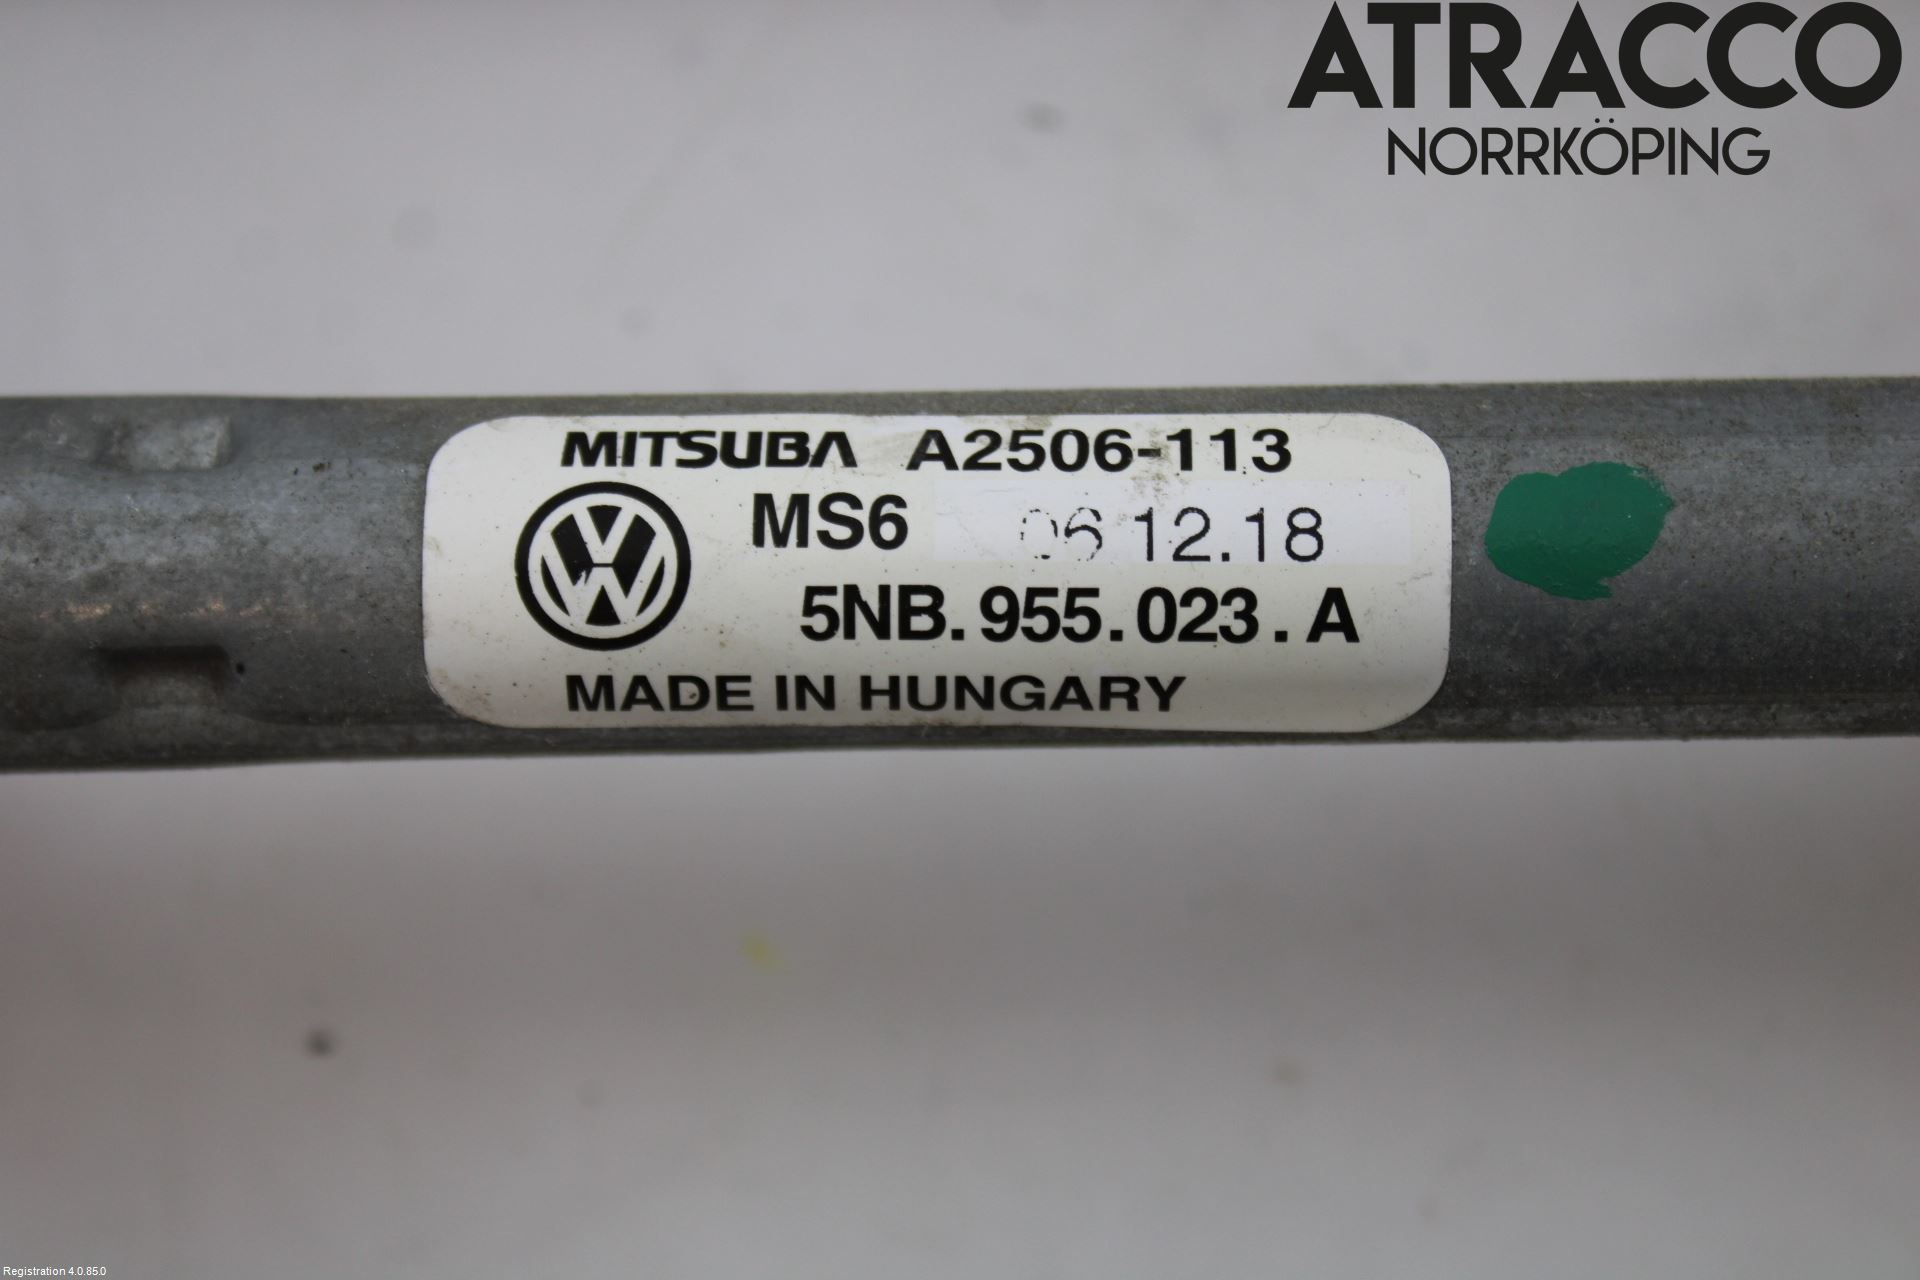 ATRACCO
NORRKÖPING
MITSUBA A2506-113
MS6 06.12.18
5NB.955.023.A
MADE IN HUNGARY
Registration 4.0.85.0